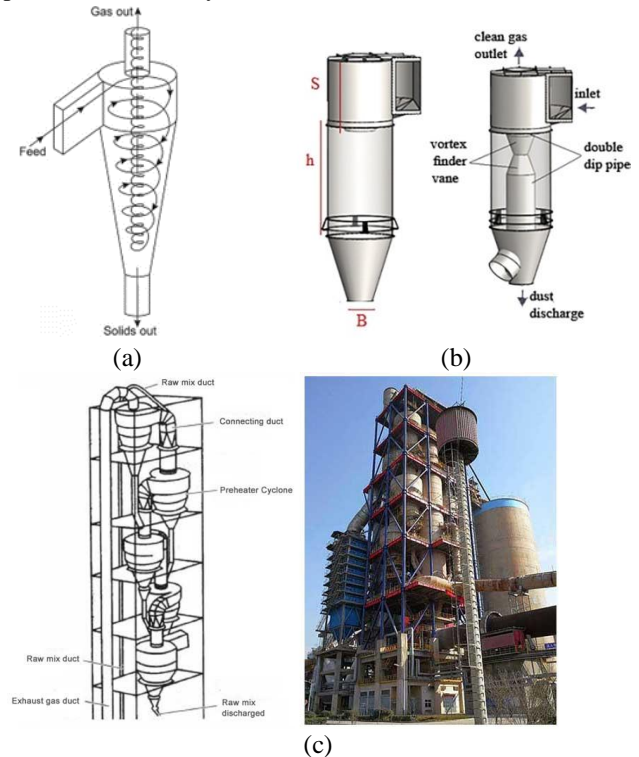 Gas out
Feed
Solids out
(a)
S
h
B
clean gas
outlet
inlet
vortex
finder
vane
double
dip pipe
dust
discharge
(b)
Raw mix duct
Connecting duct
Preheater Cyclone
Raw mix duct
Exhaust gas duct
Raw mix
discharged
(c)